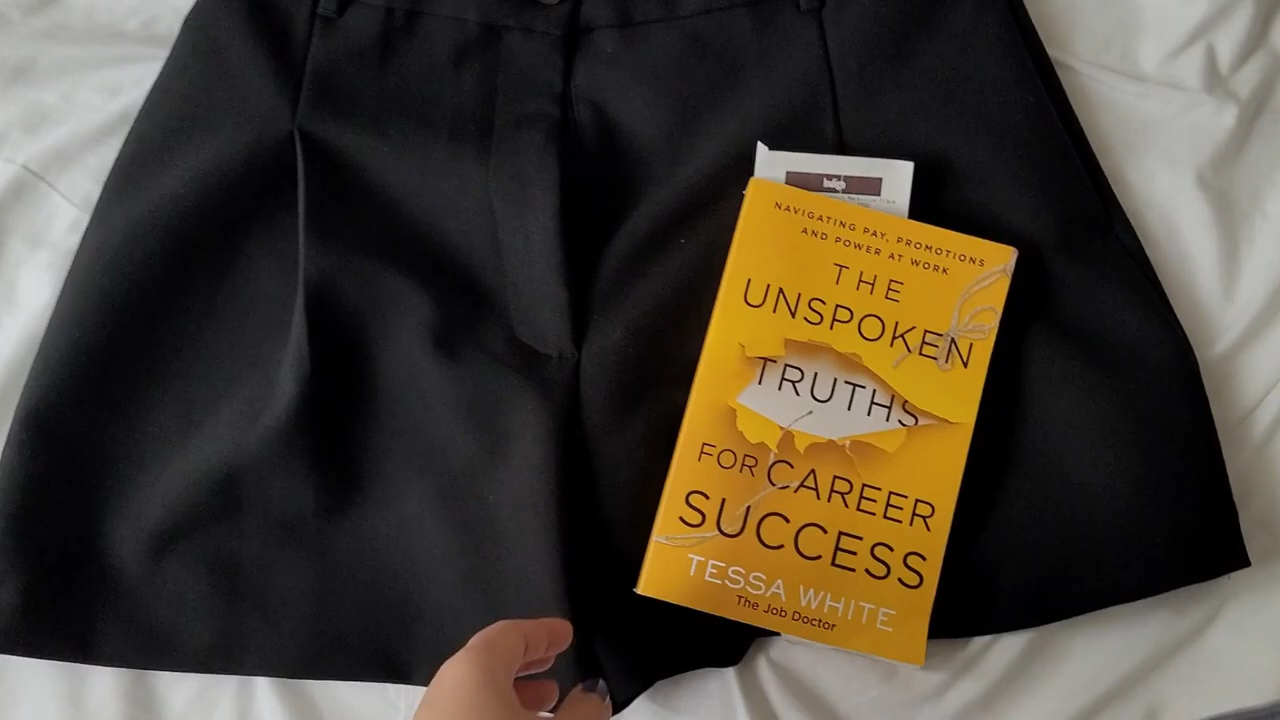 NAVIGATING PAY, PROMOTIONS
AND POWER AT WORK
THE
UNSPOKEN
TRUTHS
FOR CAREER
SUCCESS
TESSA WHITE
The Job Doctor